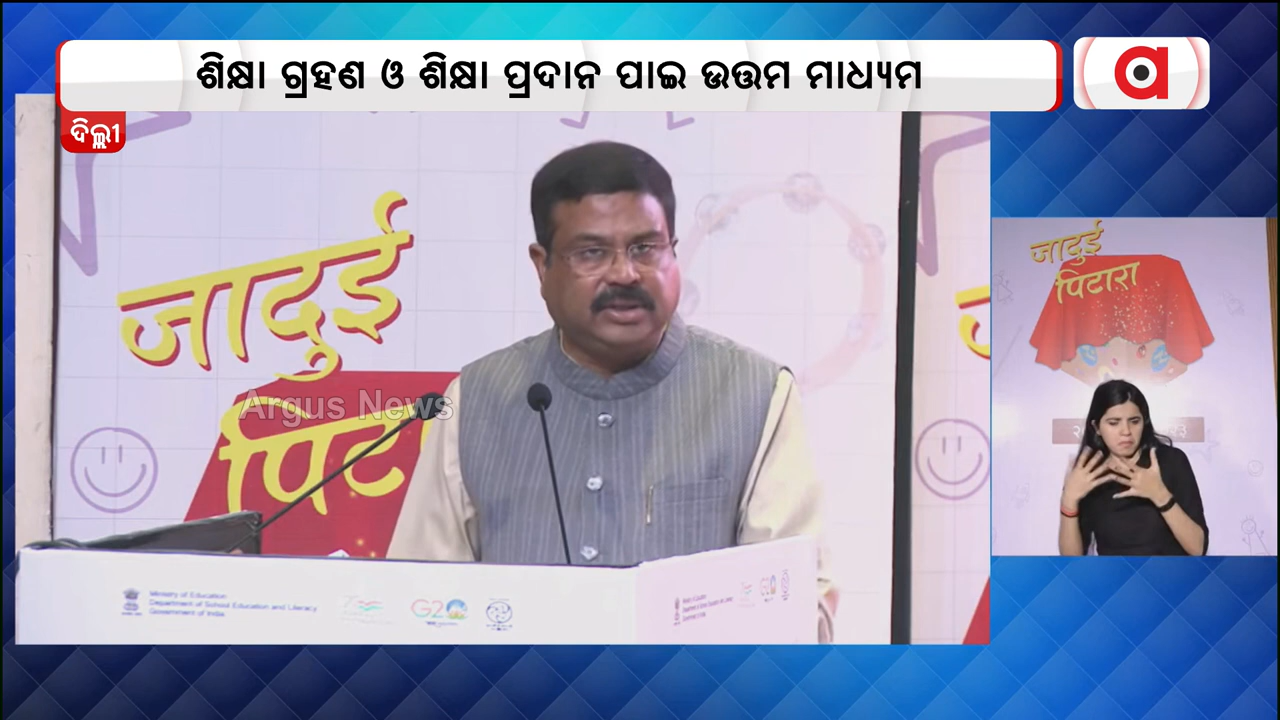 ଶିକ୍ଷା ଗ୍ରହଣ ଓ ଶିକ୍ଷା ପ୍ରଦାନ ପାଇ ଉତ୍ତମ ମାଧ୍ୟମ
a
ଦିଲ୍ଲୀ
जादुई
पिटा
Argus News
जादुई
पिटारा
Ministry of Education
Department of School Education and Literacy
Government of India
G20